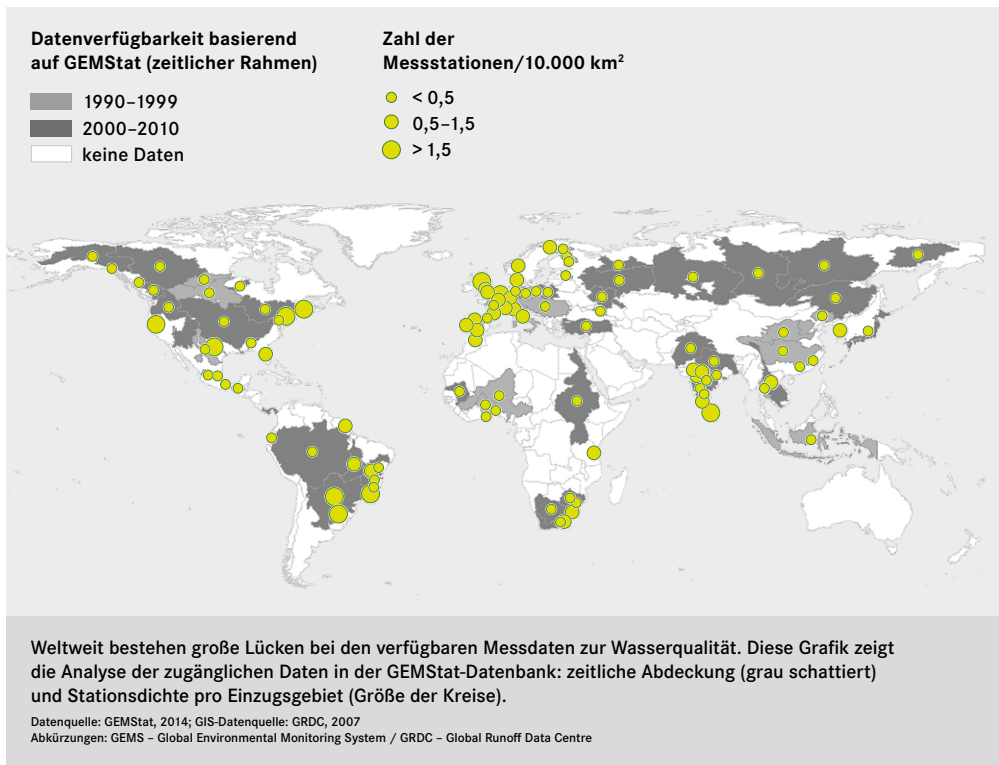 Datenverfügbarkeit basierend
auf GEMStat (zeitlicher Rahmen)
1990–1999
2000–2010
keine Daten
Zahl der
Messstationen/10.000 km²
< 0,5
0,5–1,5
> 1,5
Weltweit bestehen große Lücken bei den verfügbaren Messdaten zur Wasserqualität. Diese Grafik zeigt
die Analyse der zugänglichen Daten in der GEMStat-Datenbank: zeitliche Abdeckung (grau schattiert)
und Stationsdichte pro Einzugsgebiet (Größe der Kreise).
Datenquelle: GEMStat, 2014; GIS-Datenquelle: GRDC, 2007
Abkürzungen: GEMS – Global Environmental Monitoring System / GRDC – Global Runoff Data Centre